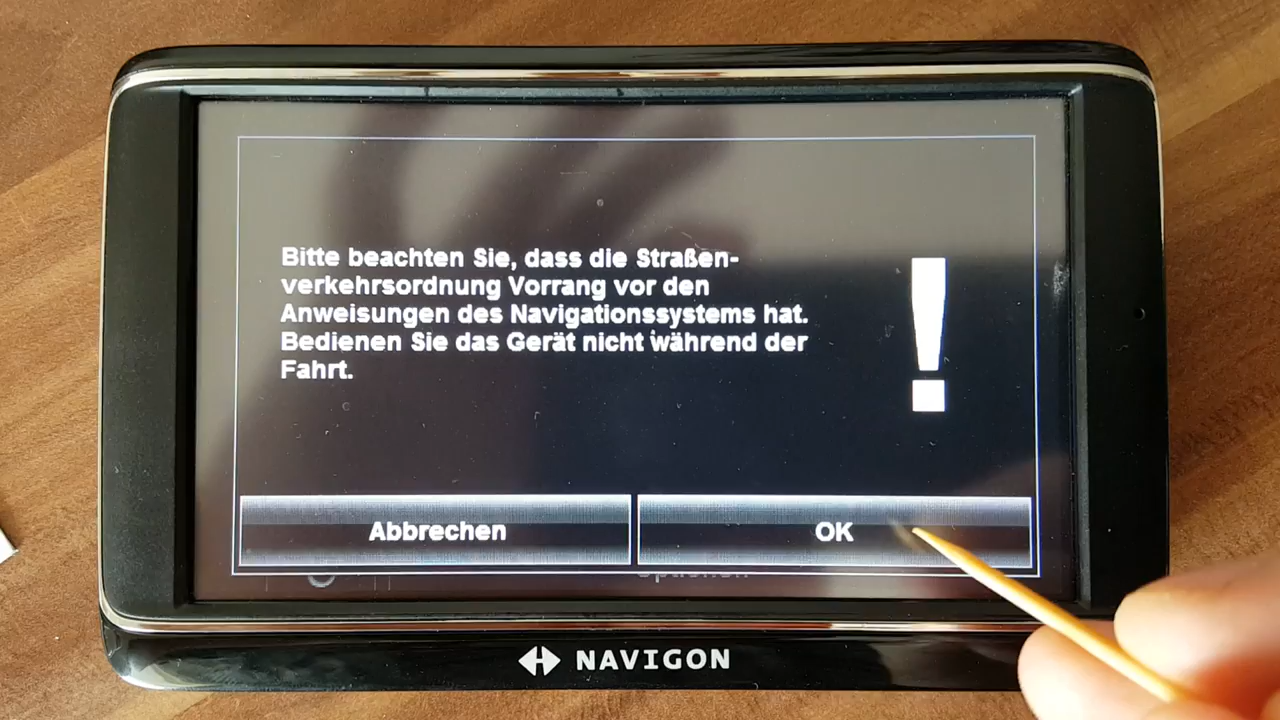 Bitte beachten Sie, dass die Straßen-
verkehrsordnung Vorrang vor den
Anweisungen des Navigationssystems hat.
Bedienen Sie das Gerät nicht während der
Fahrt.
Abbrechen
OK
Optionen
NAVIGON